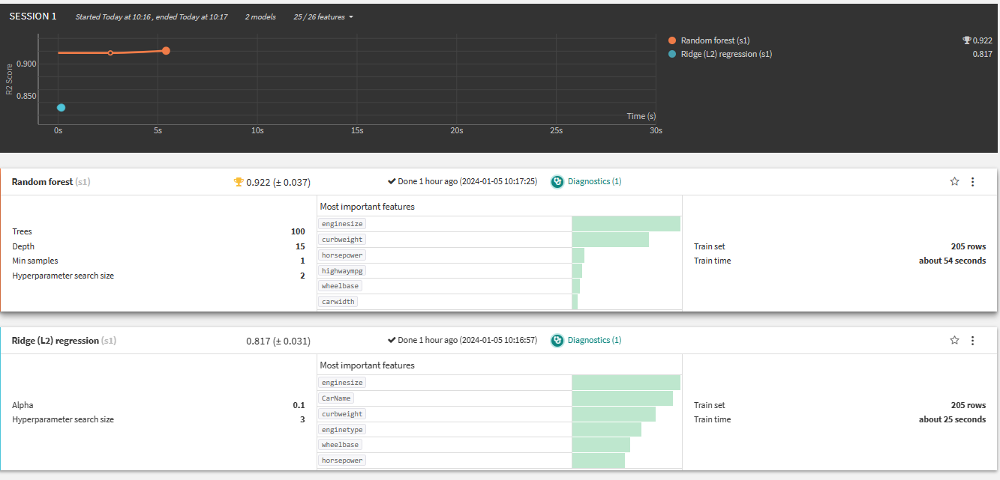 SESSION 1 Started Today at 10:16 , ended Today at 10:17 2 models 25 / 26 features
R2 Score
0.900
0.850
Time (s)
0s 5s 10s 15s 20s 25s 30s
Random forest (s1) 0.922
Ridge (L2) regression (s1) 0.817
Random forest (s1) 0.922 (± 0.037) Done 1 hour ago (2024-01-05 10:17:25) Diagnostics (1)
Trees 100
Depth 15
Min samples 1
Hyperparameter search size 2
Most important features
enginesize
curbweight
horsepower
highwaympg
wheelbase
carwidth
Train set 205 rows
Train time about 54 seconds
Ridge (L2) regression (s1) 0.817 (± 0.031) Done 1 hour ago (2024-01-05 10:16:57) Diagnostics (1)
Alpha 0.1
Hyperparameter search size 3
Most important features
enginesize
CarName
curbweight
enginetype
wheelbase
horsepower
Train set 205 rows
Train time about 25 seconds